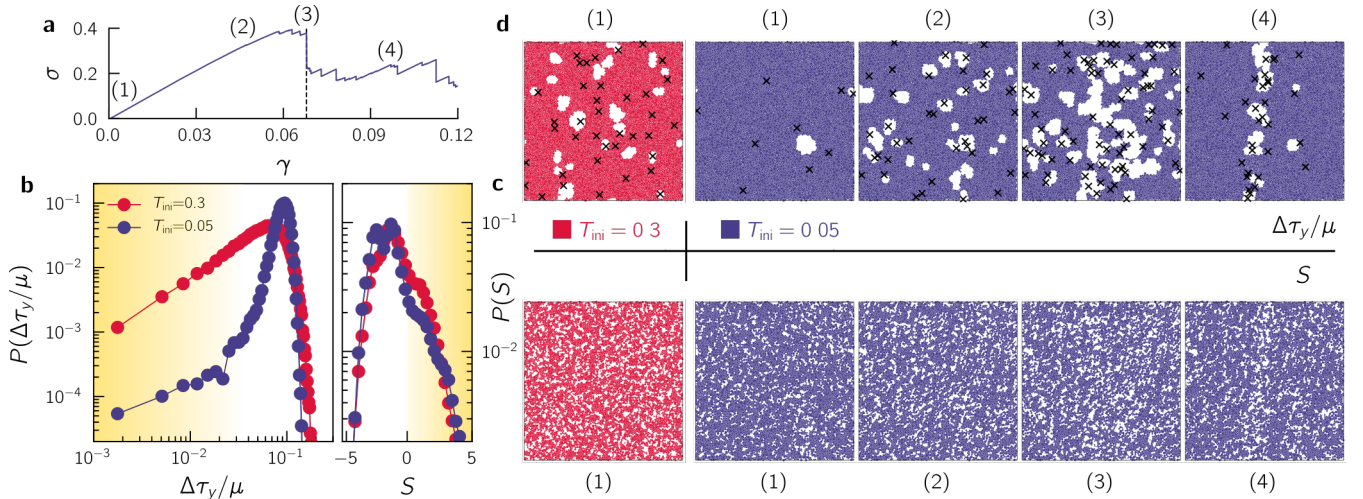 a
σ
0.4
0.2
0.0
(1)
(2)
(3)
(4)
0.0
0.03
0.06
0.09
0.12
γ
b
P(Δτy/μ)
10⁻¹
10⁻²
10⁻³
10⁻⁴
Tini=0.3
Tini=0.05
10⁻³
10⁻²
10⁻¹
Δτy/μ
c
P(S)
10⁻¹
10⁻²
−5
0
5
S
d
(1)
(1)
(2)
(3)
(4)
Tini = 0 3
Tini = 0 05
Δτy/μ
S
(1)
(1)
(2)
(3)
(4)